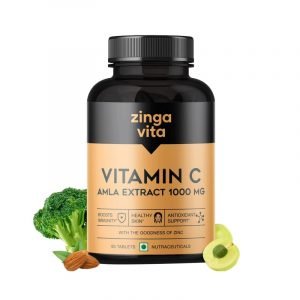 zinga
vita
VITAMIN C
AMLA EXTRACT 1000 MG
BOOSTS
IMMUNITY
HEALTHY
SKIN
ANTIOXIDANT
SUPPORT
WITH THE GOODNESS OF ZINC
TABLETS
NUTRACEUTICALS